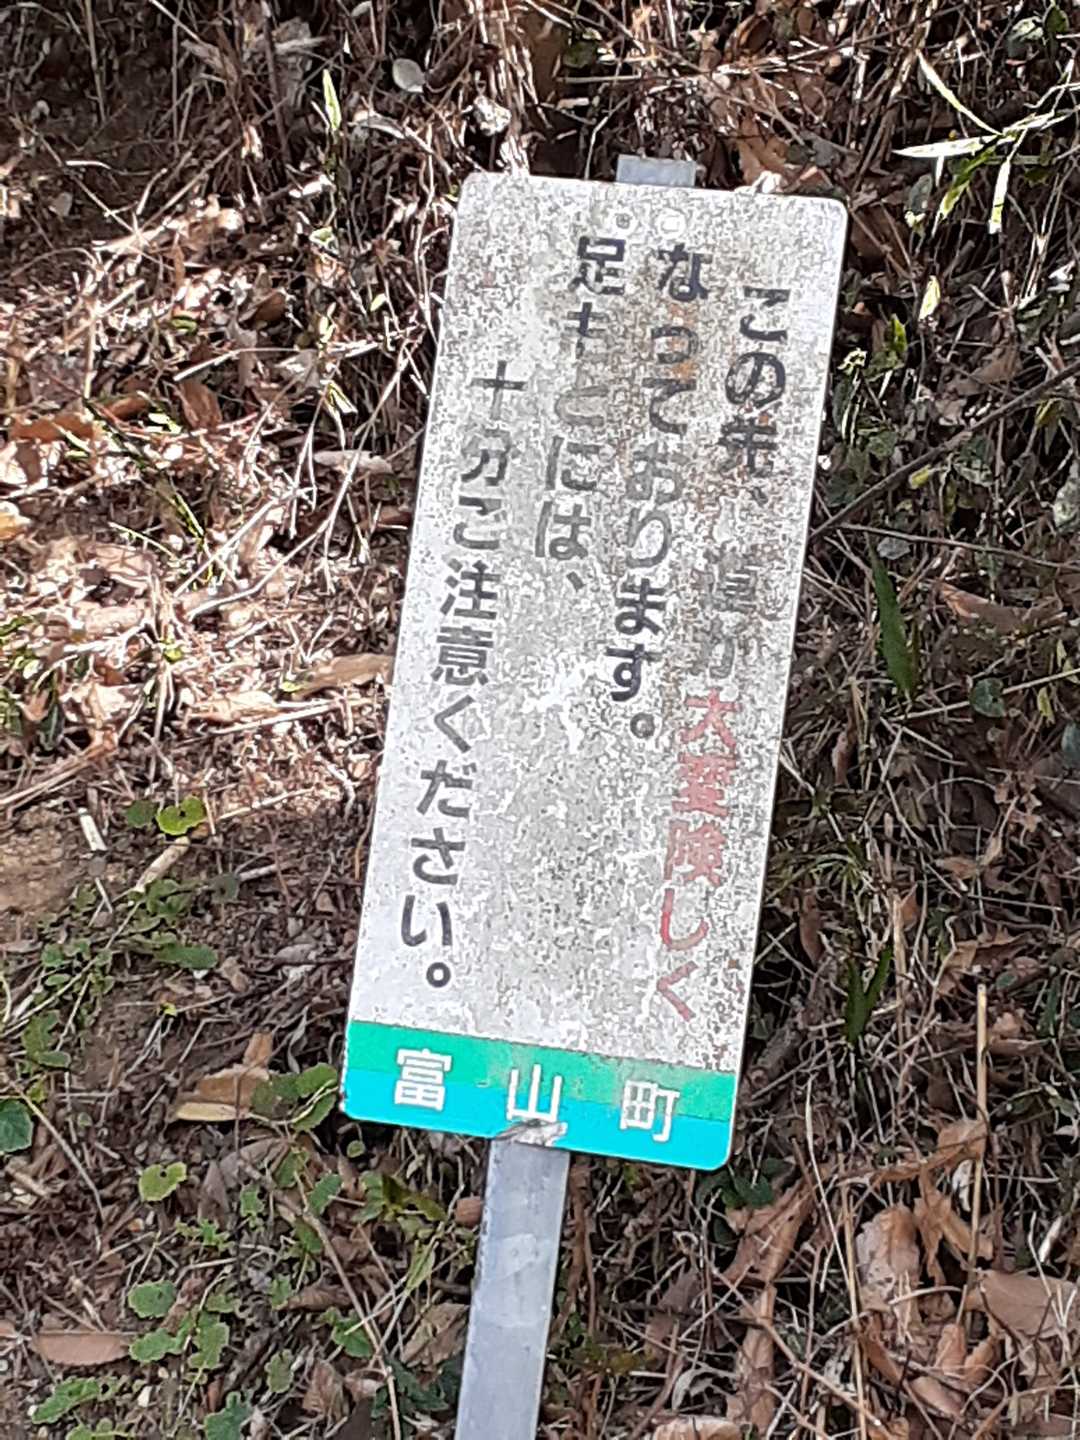 この先、道が大変険しく
なっております。
足もとには、
十分ご注意ください。
富山町